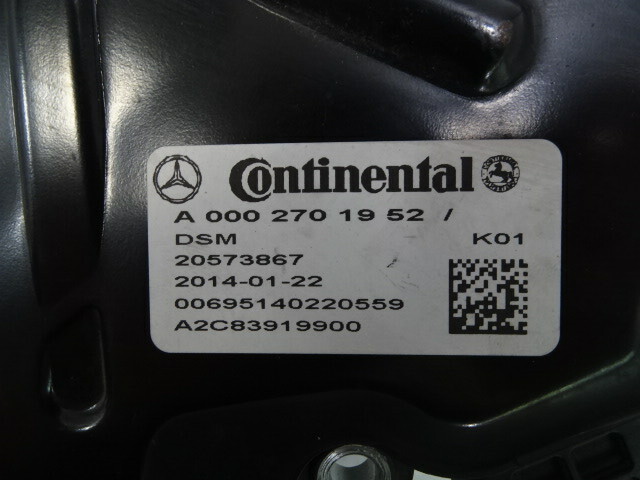 Continental
A 000 270 19 52 /
DSM K01
20573867
2014-01-22
00695140220559
A2C83919900